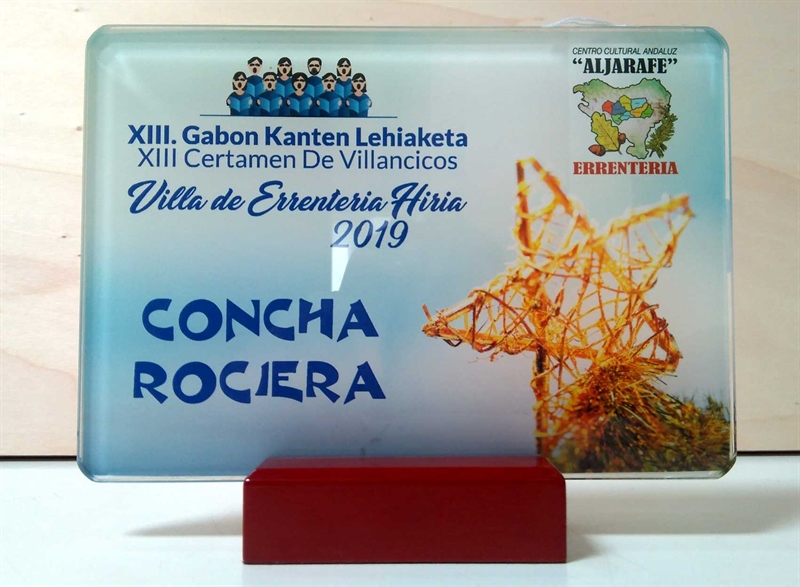 CENTRO CULTURAL ANDALUZ
"ALJARAFE"
ERRENTERIA
XIII. Gabon Kanten Lehiaketa
XIII Certamen De Villancicos
Villa de Errenteria Hiria
2019
CONCHA
ROCIERA